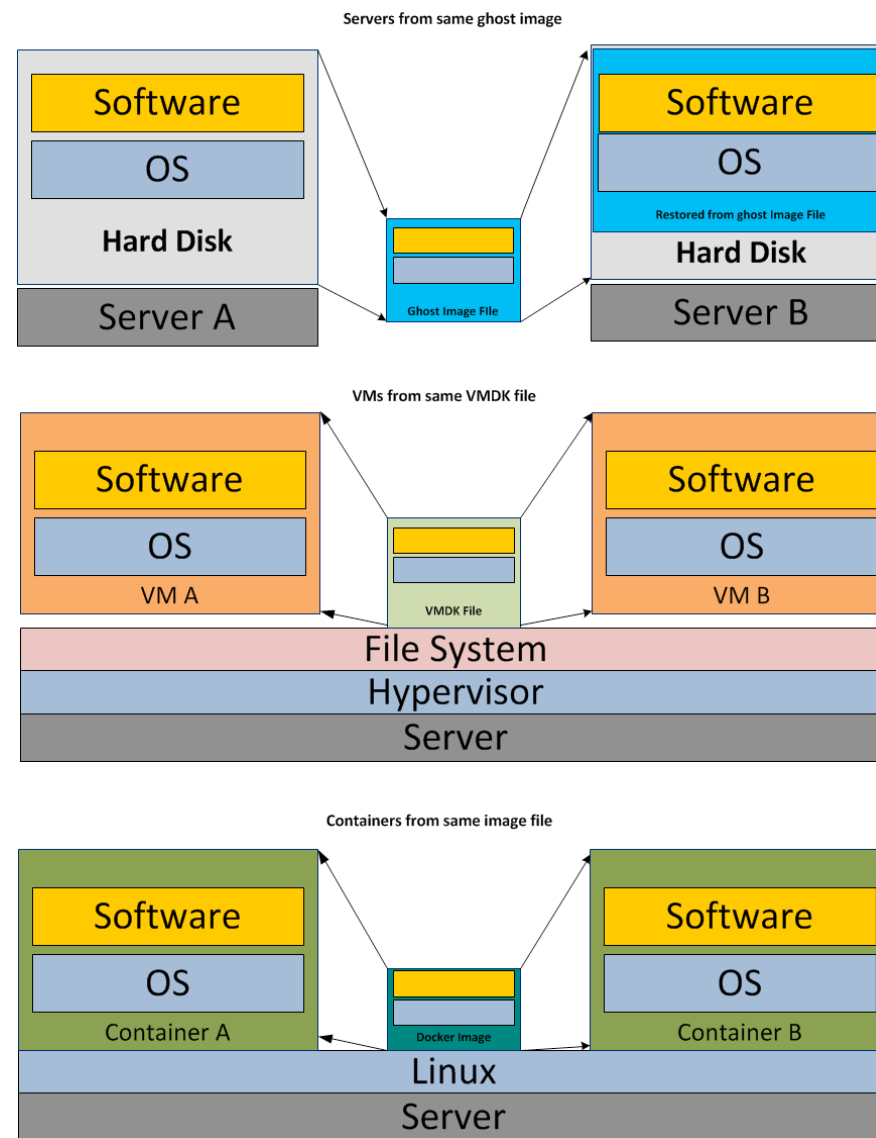 Servers from same ghost image
Software
OS
Hard Disk
Server A
Ghost Image FIle
Software
OS
Restored from ghost Image File
Hard Disk
Server B
VMs from same VMDK file
Software
OS
VM A
VMDK File
Software
OS
VM B
File System
Hypervisor
Server
Containers from same image file
Software
OS
Container A
Docker Image
Software
OS
Container B
Linux
Server